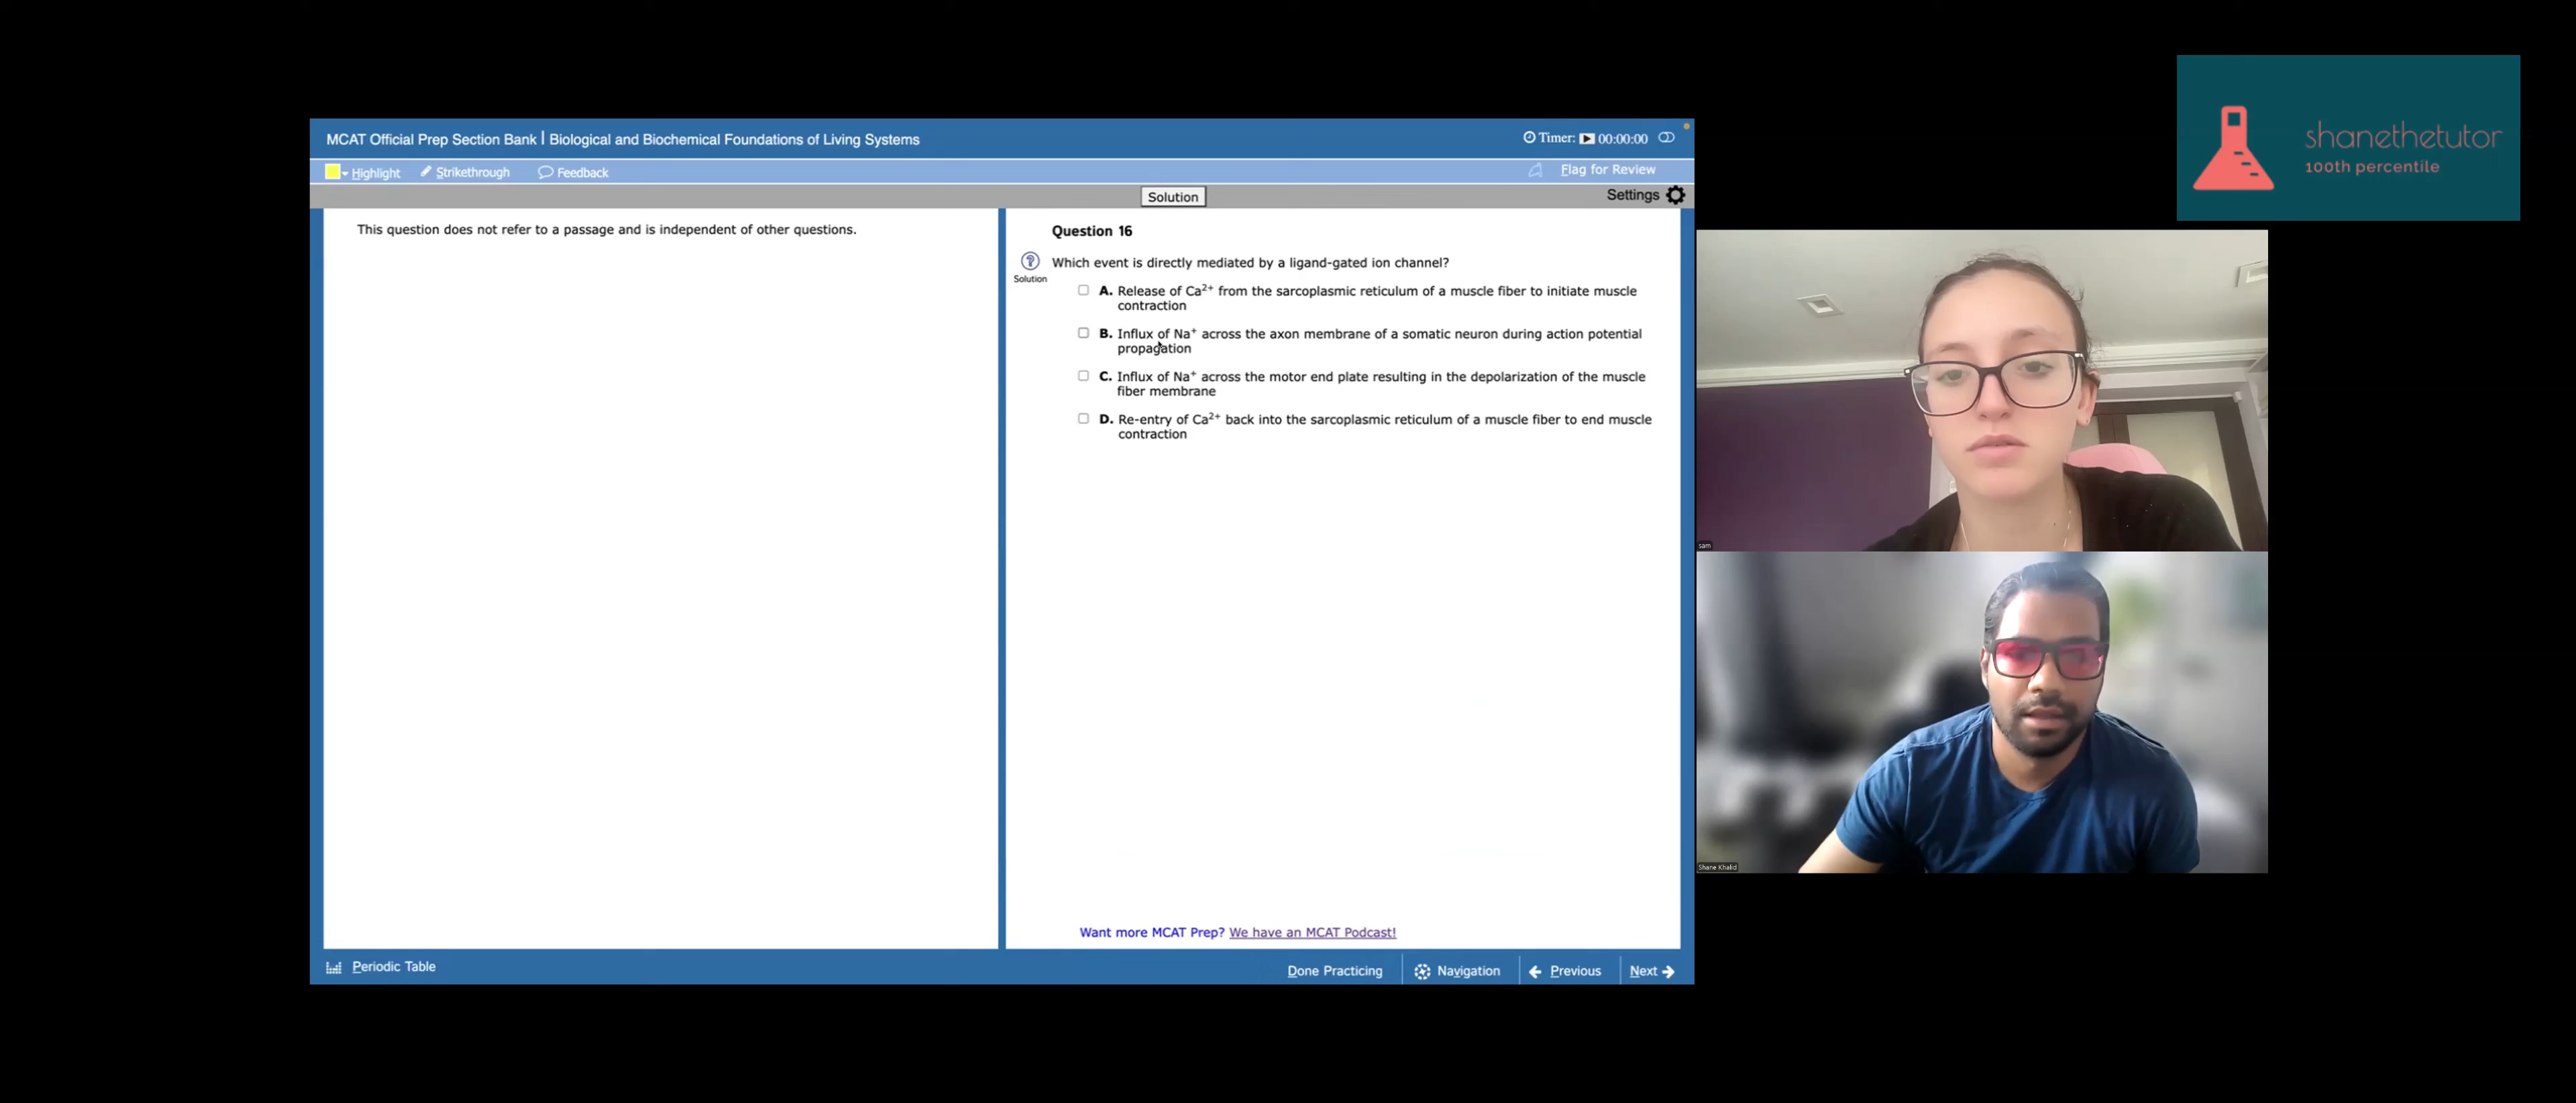 shanethetutor
100th percentile
MCAT Official Prep Section Bank | Biological and Biochemical Foundations of Living Systems
Timer: 00:00:00
Highlight Strikethrough Feedback
Flag for Review
Solution
Settings
This question does not refer to a passage and is independent of other questions.
Question 16
Solution
Which event is directly mediated by a ligand-gated ion channel?
A. Release of Ca²⁺ from the sarcoplasmic reticulum of a muscle fiber to initiate muscle
contraction
B. Influx of Na⁺ across the axon membrane of a somatic neuron during action potential
propagation
C. Influx of Na⁺ across the motor end plate resulting in the depolarization of the muscle
fiber membrane
D. Re-entry of Ca²⁺ back into the sarcoplasmic reticulum of a muscle fiber to end muscle
contraction
Want more MCAT Prep? We have an MCAT Podcast!
Periodic Table
Done Practicing Navigation Previous Next
sam
Shane Khalid